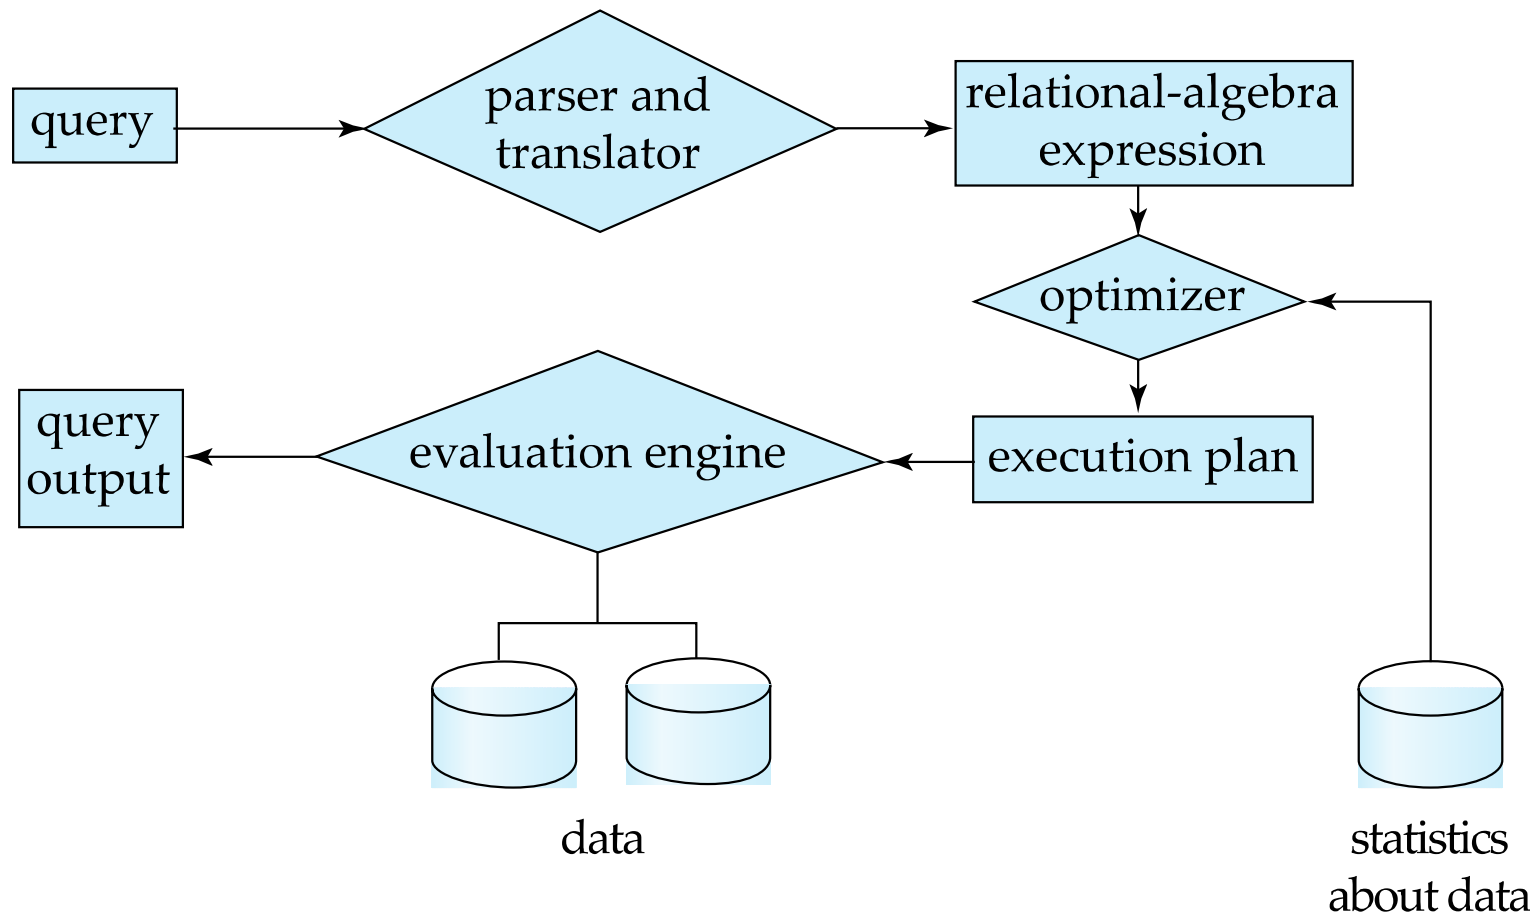 query
parser and
translator
relational-algebra
expression
optimizer
execution plan
evaluation engine
query
output
data
statistics
about data